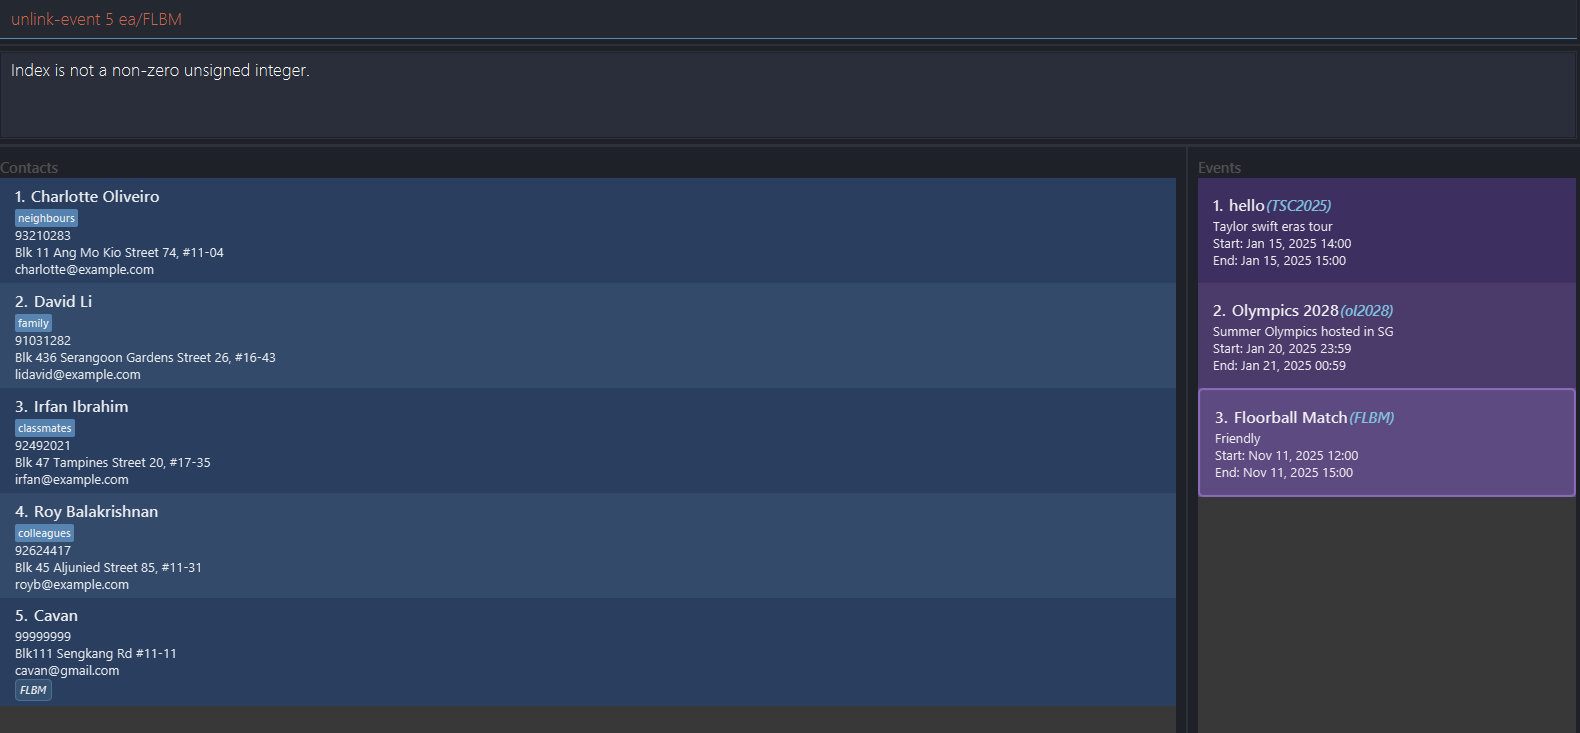 unlink-event 5 ea/FLBM
Index is not a non-zero unsigned integer.
Contacts
1. Charlotte Oliveiro
neighbours
93210283
Blk 11 Ang Mo Kio Street 74, #11-04
charlotte@example.com
2. David Li
family
91031282
Blk 436 Serangoon Gardens Street 26, #16-43
lidavid@example.com
3. Irfan Ibrahim
classmates
92492021
Blk 47 Tampines Street 20, #17-35
irfan@example.com
4. Roy Balakrishnan
colleagues
92624417
Blk 45 Aljunied Street 85, #11-31
royb@example.com
5. Cavan
99999999
Blk111 Sengkang Rd #11-11
cavan@gmail.com
FLBM
Events
1. hello(TSC2025)
Taylor swift eras tour
Start: Jan 15, 2025 14:00
End: Jan 15, 2025 15:00
2. Olympics 2028(ol2028)
Summer Olympics hosted in SG
Start: Jan 20, 2025 23:59
End: Jan 21, 2025 00:59
3. Floorball Match(FLBM)
Friendly
Start: Nov 11, 2025 12:00
End: Nov 11, 2025 15:00